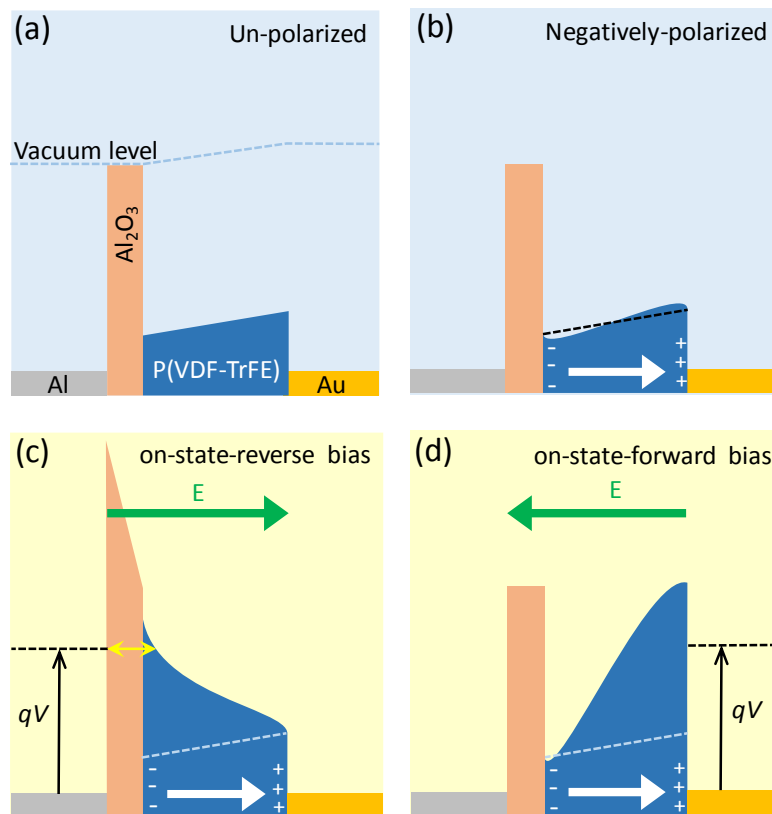 (a)
Un-polarized
Vacuum level
Al2O3
P(VDF-TrFE)
Al
Au
(b)
Negatively-polarized
- + 
- +
- +
(c)
on-state-reverse bias
E
qV
- +
- +
- +
(d)
on-state-forward bias
E
qV
- +
- +
- +